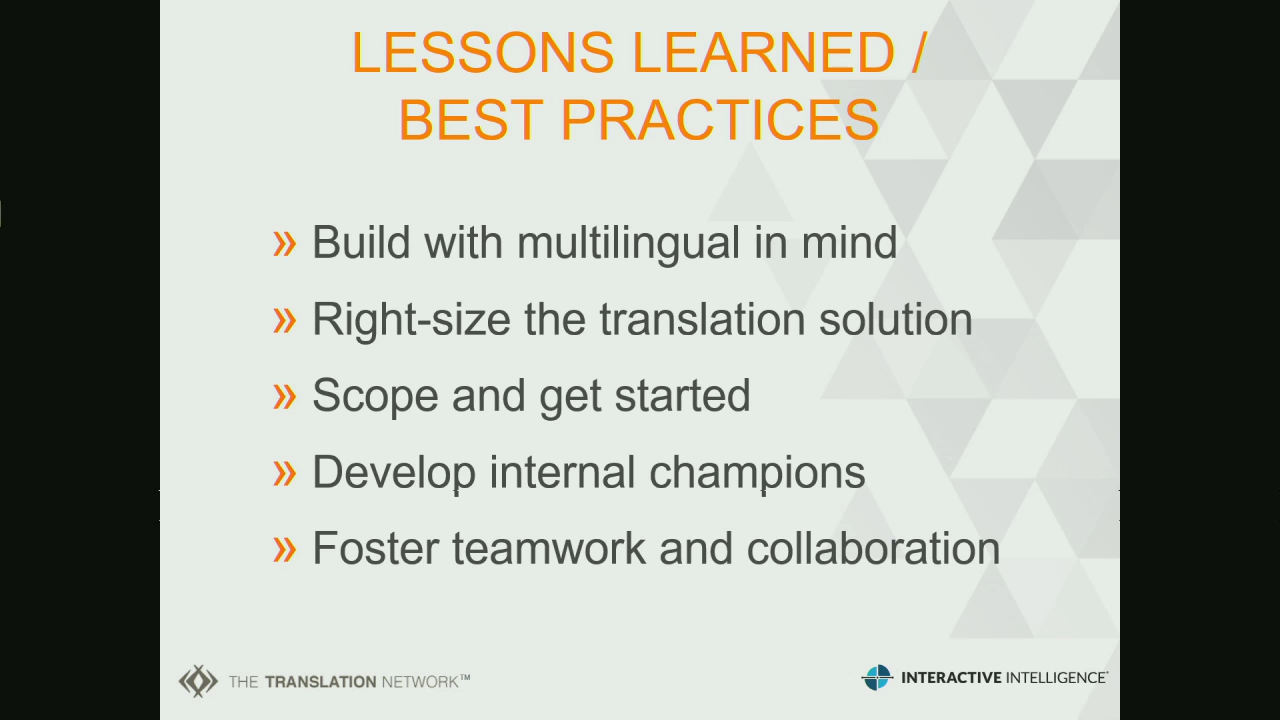 LESSONS LEARNED /
BEST PRACTICES
» Build with multilingual in mind
» Right-size the translation solution
» Scope and get started
» Develop internal champions
» Foster teamwork and collaboration
THE TRANSLATION NETWORK™
INTERACTIVE INTELLIGENCE